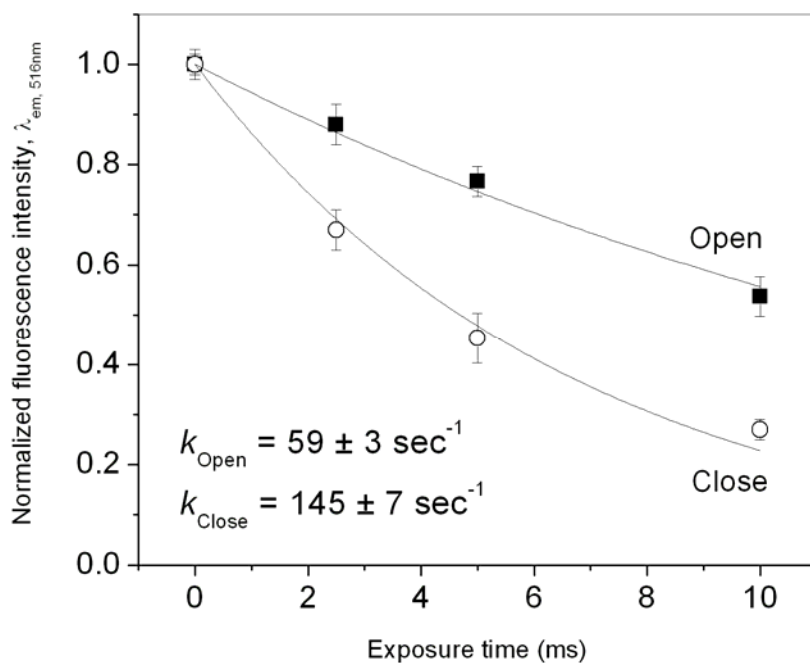 Normalized fluorescence intensity, λem, 516nm
1.0
0.8
0.6
0.4
0.2
0.0
Open
Close
kOpen = 59 ± 3 sec⁻¹
kClose = 145 ± 7 sec⁻¹
0 2 4 6 8 10
Exposure time (ms)